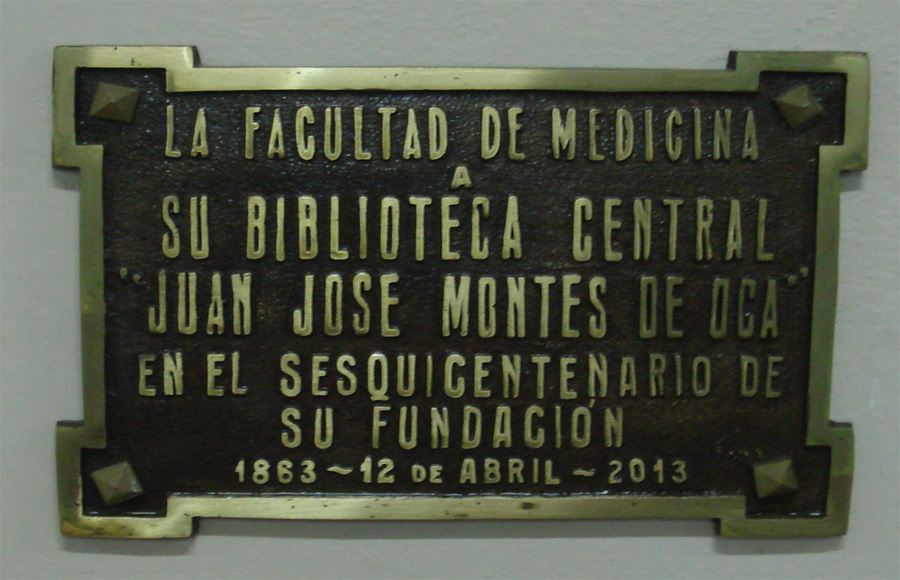 LA FACULTAD DE MEDICINA
A
SU BIBLIOTÉCA CENTRAL
"JUAN JOSE MONTES DE OCA"
EN EL SESQUICENTENARIO DE
SU FUNDACIÓN
1863~12 DE ABRIL~2013